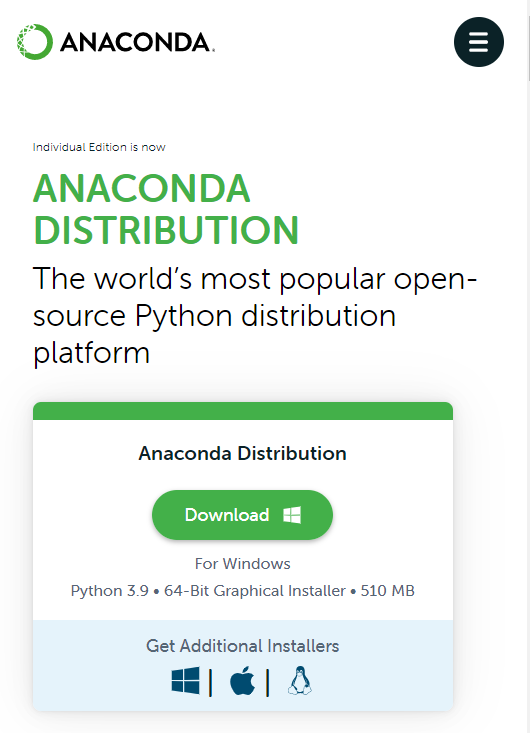 ANACONDA.
Individual Edition is now
ANACONDA
DISTRIBUTION
The world's most popular open-
source Python distribution
platform
Anaconda Distribution
Download
For Windows
Python 3.9 • 64-Bit Graphical Installer • 510 MB
Get Additional Installers
| |